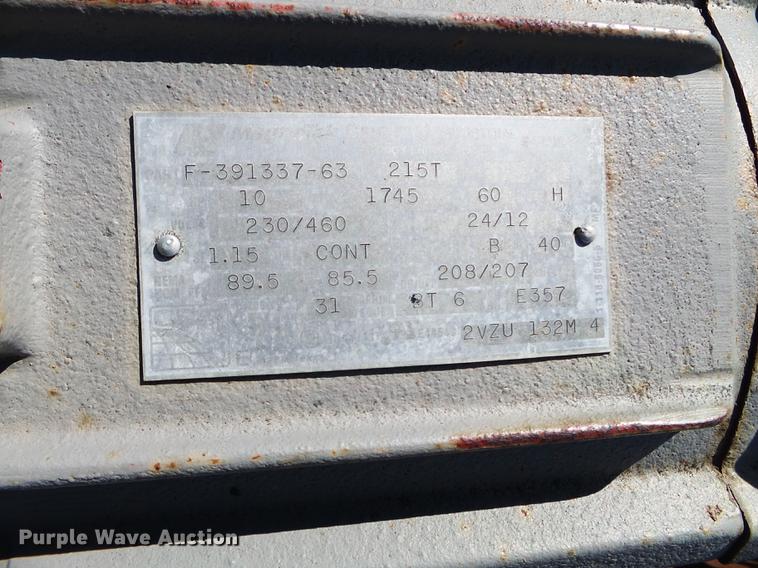 F-391337-63 215T
10 1745 60 H
230/460 24/12
1.15 CONT B 40
89.5 85.5 208/207
31 BT 6 E357
2VZU 132M 4
Purple Wave Auction